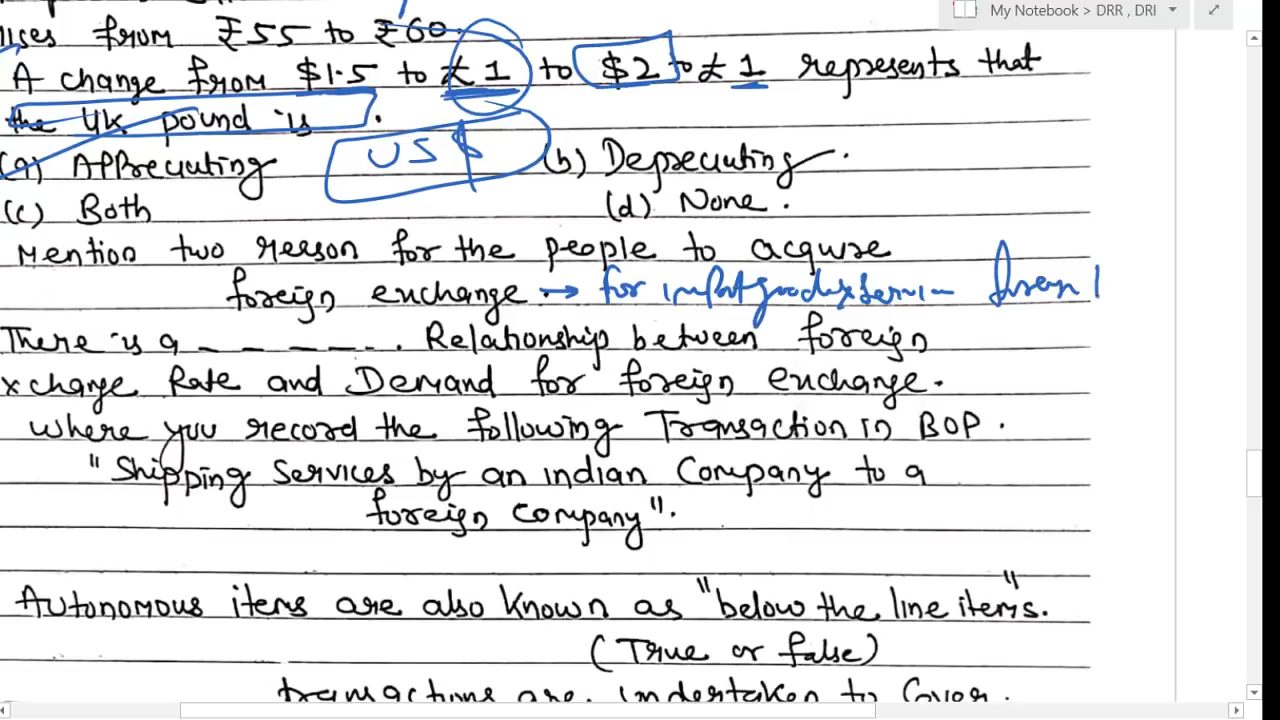 My Notebook > DRR , DRI
ises from ₹55 to ₹60
A change from $1.5 to £1 to $2 to £1 represents that
the UK pound is .
US $
(a) Appreciating (b) Depreciating .
(c) Both (d) None .
Mention two reason for the people to acquire
foreign exchange → for import goods & Servi
There is a _ _ _ _ _ . Relationship between foreign
xchange Rate and Demand for foreign exchange .
where you record the following Transaction in BOP .
"Shipping Services by an indian Company to a
foreign company" .
Autonomous items are also known as "below the line items" .
(True or false)
transactions are undertaken to Cover